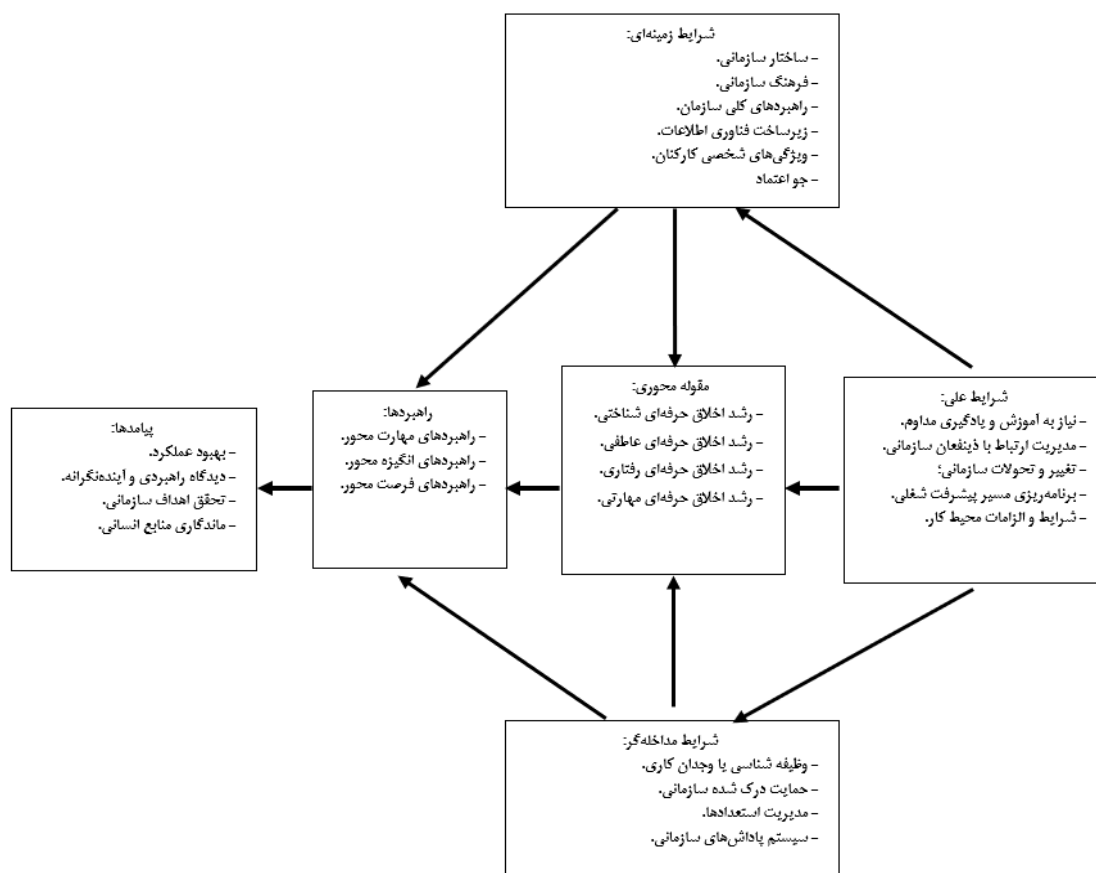 شرایط زمینه‌ای:
- ساختار سازمانی.
- فرهنگ سازمانی.
- راهبردهای کلی سازمان.
- زیرساخت فناوری اطلاعات.
- ویژگی‌های شخصی کارکنان.
- جو اعتماد
شرایط علی:
- نیاز به آموزش و یادگیری مداوم.
- مدیریت ارتباط با ذینفعان سازمانی.
- تغییر و تحولات سازمانی؛
- برنامه‌ریزی مسیر پیشرفت شغلی.
- شرایط و الزامات محیط کار.
مقوله محوری:
- رشد اخلاق حرفه‌ای شناختی.
- رشد اخلاق حرفه‌ای عاطفی.
- رشد اخلاق حرفه‌ای رفتاری.
- رشد اخلاق حرفه‌ای مهارتی.
راهبردها:
- راهبردهای مهارت محور.
- راهبردهای انگیزه محور.
- راهبردهای فرصت محور.
پیامدها:
- بهبود عملکرد.
- دیدگاه راهبردی و آینده‌نگرانه.
- تحقق اهداف سازمانی.
- ماندگاری منابع انسانی.
شرایط مداخله‌گر:
- وظیفه شناسی یا وجدان کاری.
- حمایت درک شده سازمانی.
- مدیریت استعدادها.
- سیستم پاداش‌های سازمانی.